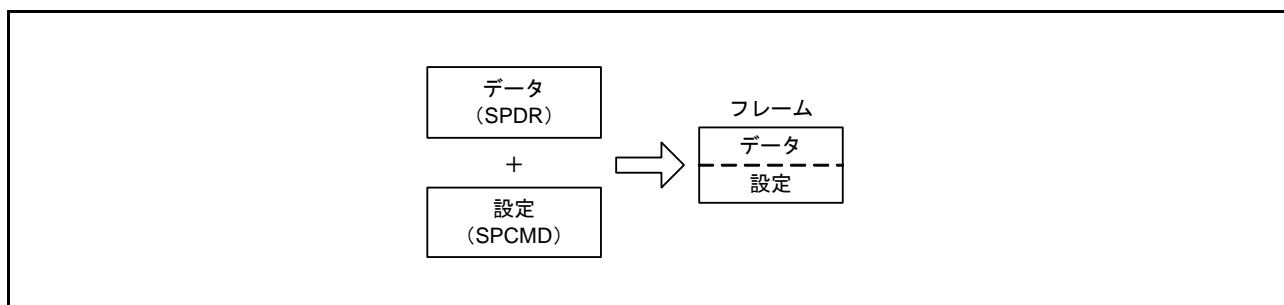 データ
（SPDR）
＋
設定
（SPCMD）
フレーム
データ
設定